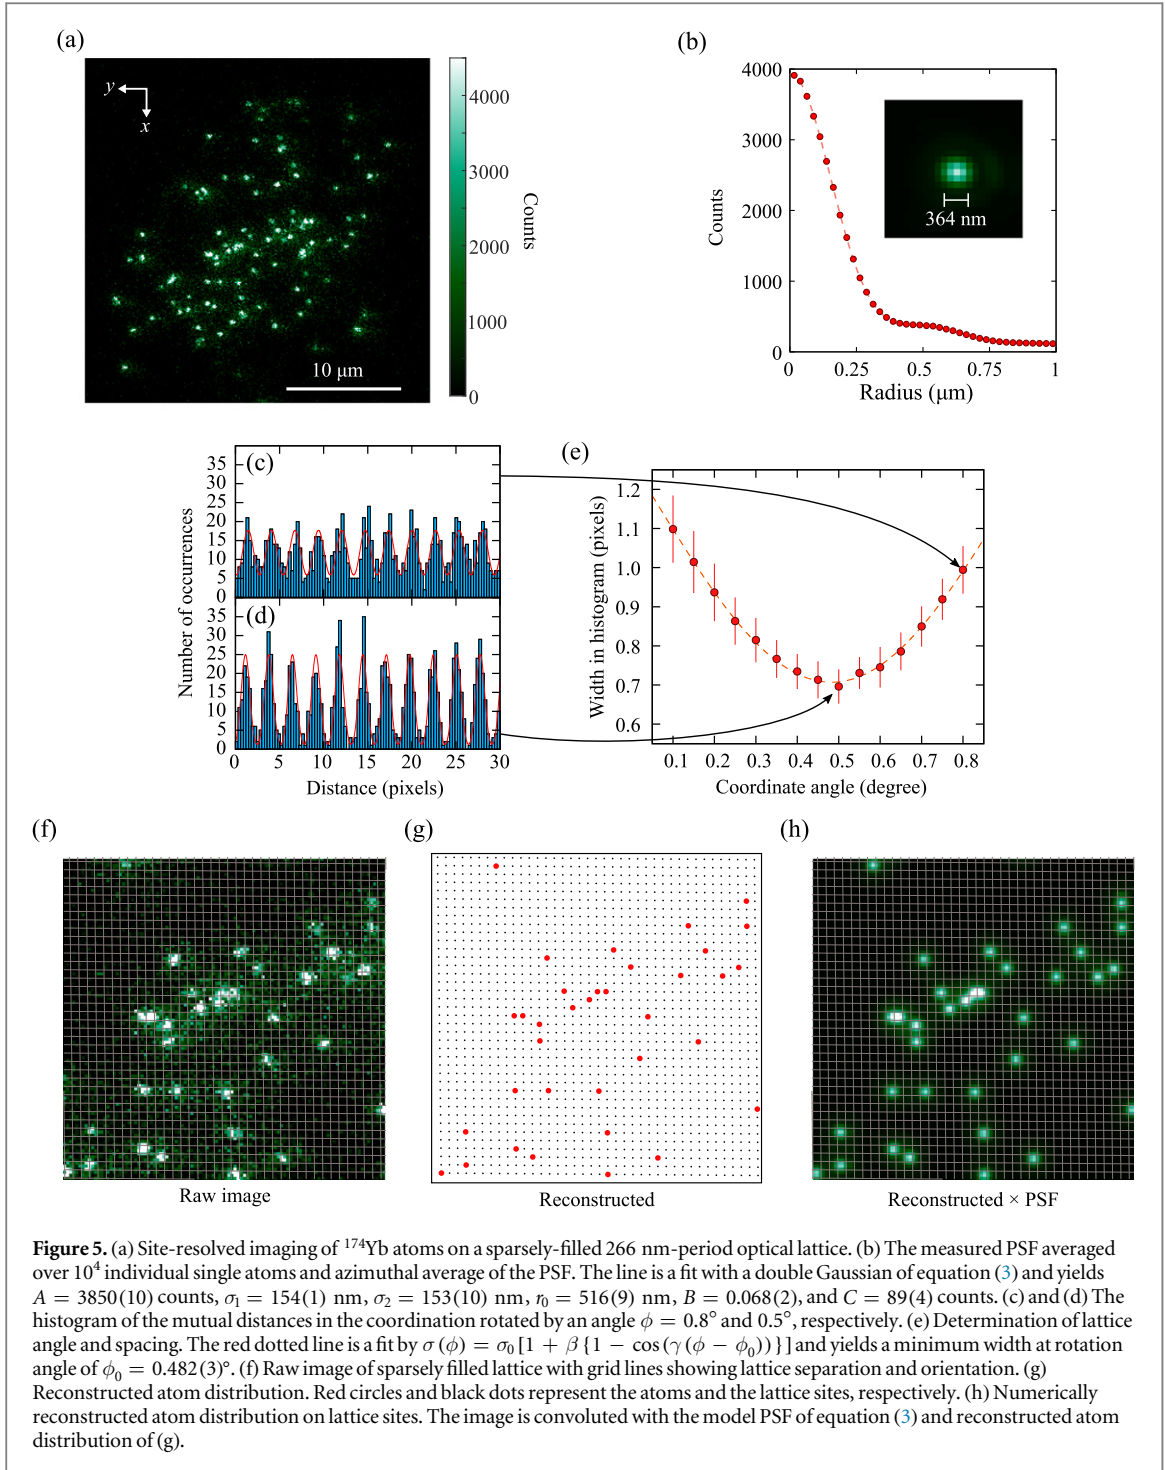 (a)
y
x
4000
3000
2000
1000
0
Counts
10 μm
(b)
4000
3000
2000
1000
0
Counts
364 nm
0
0.25
0.5
0.75
1
Radius (μm)
(c)
35
30
25
20
15
10
5
0
(d)
35
30
25
20
15
10
5
0
Number of occurrences
0 5 10 15 20 25 30
Distance (pixels)
(e)
1.2
1.1
1.0
0.9
0.8
0.7
0.6
Width in histogram (pixels)
0.1 0.2 0.3 0.4 0.5 0.6 0.7 0.8
Coordinate angle (degree)
(f)
Raw image
(g)
Reconstructed
(h)
Reconstructed × PSF
Figure 5. (a) Site-resolved imaging of ¹⁷⁴Yb atoms on a sparsely-filled 266 nm-period optical lattice. (b) The measured PSF averaged
over 10⁴ individual single atoms and azimuthal average of the PSF. The line is a fit with a double Gaussian of equation (3) and yields
A = 3850(10) counts, σ₁ = 154(1) nm, σ₂ = 153(10) nm, r₀ = 516(9) nm, B = 0.068(2), and C = 89(4) counts. (c) and (d) The
histogram of the mutual distances in the coordination rotated by an angle ϕ = 0.8° and 0.5°, respectively. (e) Determination of lattice
angle and spacing. The red dotted line is a fit by σ(ϕ) = σ₀[1 + β{1 − cos(γ(ϕ − ϕ₀))}] and yields a minimum width at rotation
angle of ϕ₀ = 0.482(3)°. (f) Raw image of sparsely filled lattice with grid lines showing lattice separation and orientation. (g)
Reconstructed atom distribution. Red circles and black dots represent the atoms and the lattice sites, respectively. (h) Numerically
reconstructed atom distribution on lattice sites. The image is convoluted with the model PSF of equation (3) and reconstructed atom
distribution of (g).